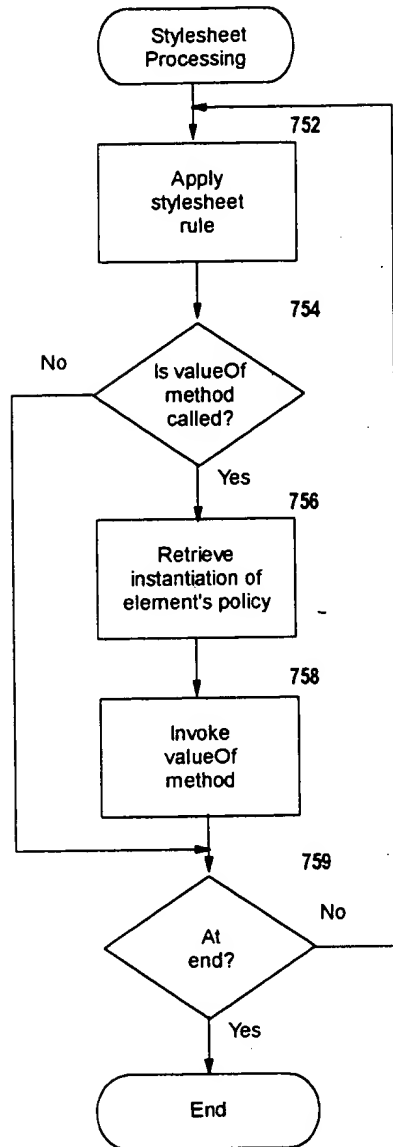 Stylesheet
Processing
752
Apply
stylesheet
rule
754
No
Is valueOf
method
called?
Yes
756
Retrieve
instantiation of
element's policy
758
Invoke
valueOf
method
759
No
At
end?
Yes
End